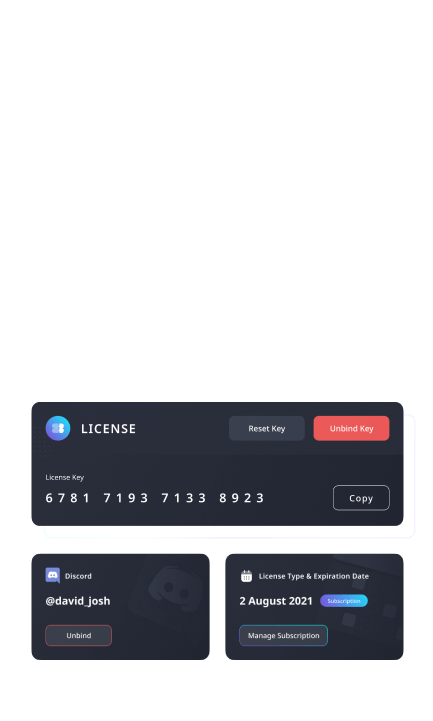 LICENSE
Reset Key
Unbind Key
License Key
6781 7193 7133 8923
Copy
Discord
@david_josh
Unbind
License Type & Expiration Date
2 August 2021
Subscription
Manage Subscription